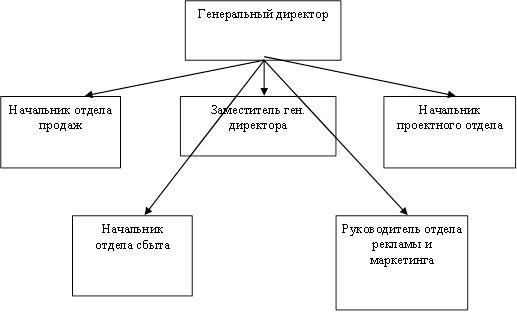 Генеральный директор
Начальник отдела
продаж
Заместитель ген.
директора
Начальник
проектного отдела
Начальник
отдела сбыта
Руководитель отдела
рекламы и
маркетинга